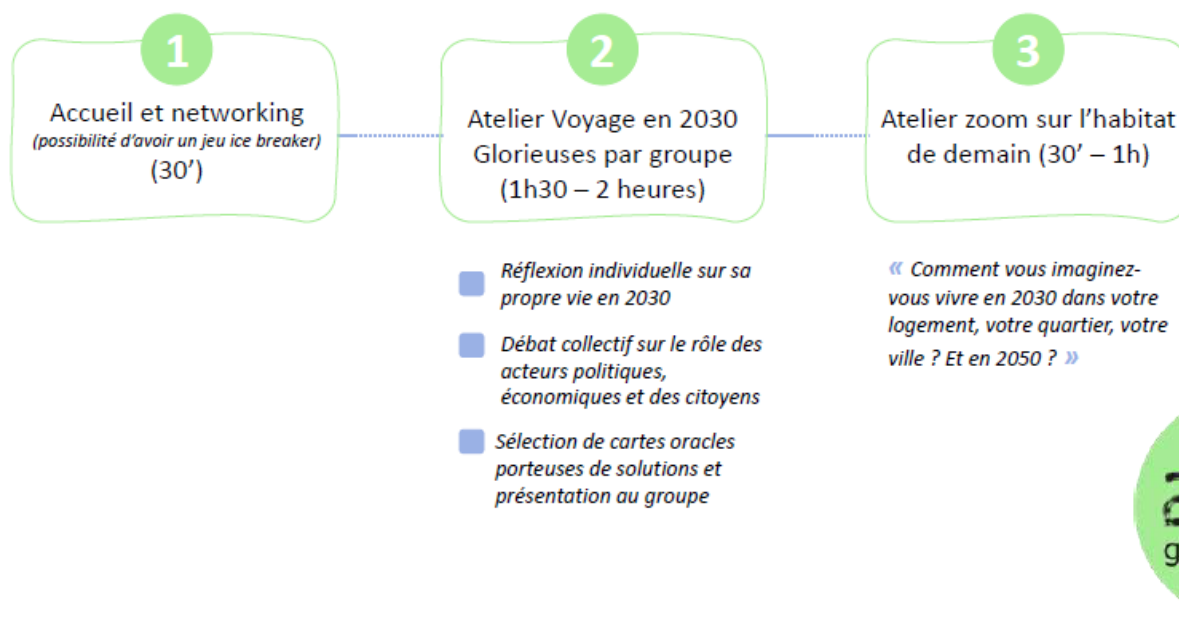 1
Accueil et networking
(possibilité d'avoir un jeu ice breaker)
(30')
2
Atelier Voyage en 2030
Glorieuses par groupe
(1h30 – 2 heures)
Réflexion individuelle sur sa
propre vie en 2030
Débat collectif sur le rôle des
acteurs politiques,
économiques et des citoyens
Sélection de cartes oracles
porteuses de solutions et
présentation au groupe
3
Atelier zoom sur l'habitat
de demain (30' – 1h)
« Comment vous imaginez-
vous vivre en 2030 dans votre
logement, votre quartier, votre
ville ? Et en 2050 ? »